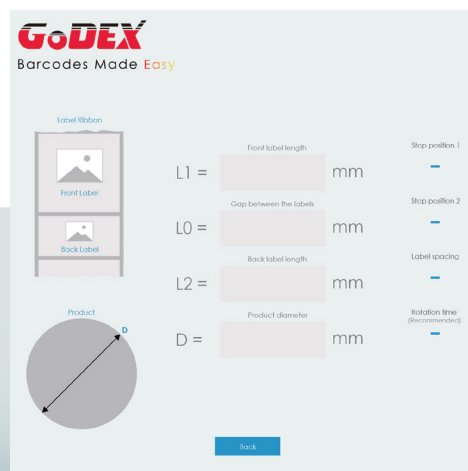 GoDEX
Barcodes Made Easy
Label Ribbon
Front Label
Back Label
Product
D
Front label length
L1 =
mm
Gap between the labels
L0 =
mm
Back label length
L2 =
mm
Product diameter
D =
mm
Stop position 1
–
Stop position 2
–
Label spacing
–
Rotation time
(Recommended)
–
Back